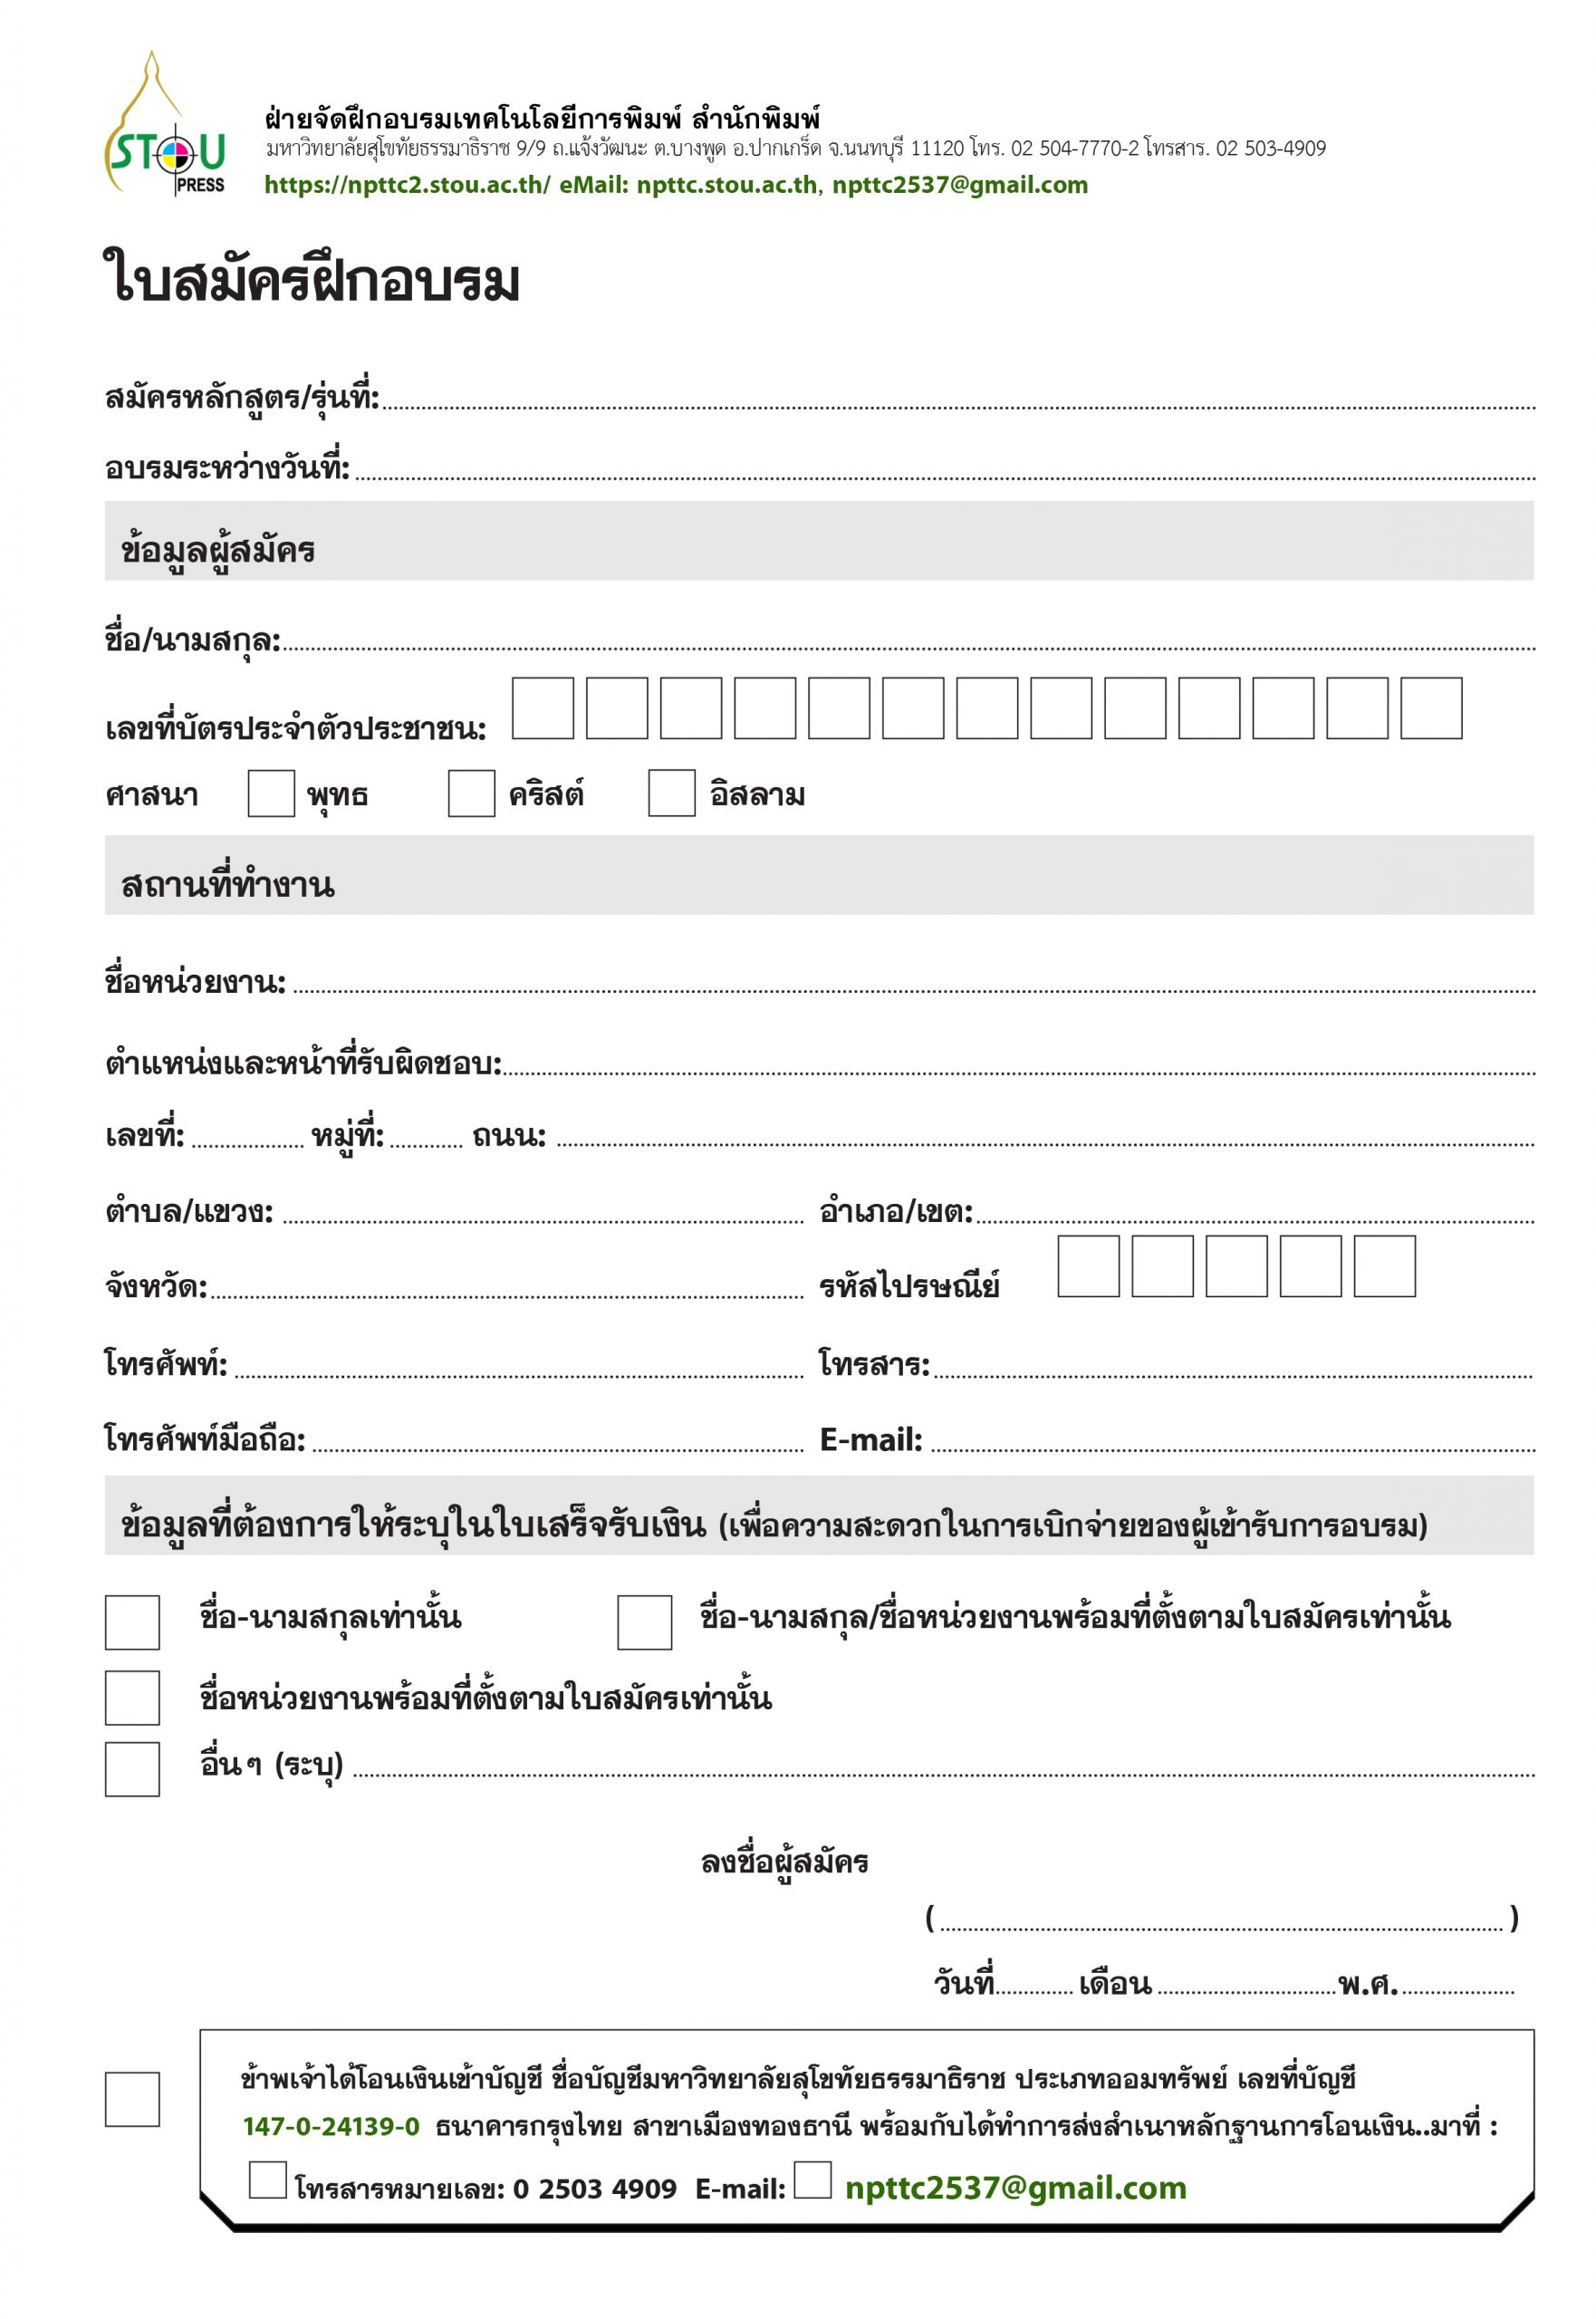 STOU
PRESS
ฝ่ายจัดฝึกอบรมเทคโนโลยีการพิมพ์ สำนักพิมพ์
มหาวิทยาลัยสุโขทัยธรรมาธิราช 9/9 ถ.แจ้งวัฒนะ ต.บางพูด อ.ปากเกร็ด จ.นนทบุรี 11120 โทร. 02 504-7770-2 โทรสาร. 02 503-4909
https://npttc2.stou.ac.th/ eMail: npttc.stou.ac.th, npttc2537@gmail.com
ใบสมัครฝึกอบรม
สมัครหลักสูตร/รุ่นที่:
อบรมระหว่างวันที่:
ข้อมูลผู้สมัคร
ชื่อ/นามสกุล:
เลขที่บัตรประจำตัวประชาชน:
ศาสนา พุทธ คริสต์ อิสลาม
สถานที่ทำงาน
ชื่อหน่วยงาน:
ตำแหน่งและหน้าที่รับผิดชอบ:
เลขที่: หมู่ที่: ถนน:
ตำบล/แขวง: อำเภอ/เขต:
จังหวัด: รหัสไปรษณีย์
โทรศัพท์: โทรสาร:
โทรศัพท์มือถือ: E-mail:
ข้อมูลที่ต้องการให้ระบุในใบเสร็จรับเงิน (เพื่อความสะดวกในการเบิกจ่ายของผู้เข้ารับการอบรม)
ชื่อ-นามสกุลเท่านั้น ชื่อ-นามสกุล/ชื่อหน่วยงานพร้อมที่ตั้งตามใบสมัครเท่านั้น
ชื่อหน่วยงานพร้อมที่ตั้งตามใบสมัครเท่านั้น
อื่นๆ (ระบุ)
ลงชื่อผู้สมัคร
( )
วันที่ เดือน พ.ศ.
ข้าพเจ้าได้โอนเงินเข้าบัญชี ชื่อบัญชีมหาวิทยาลัยสุโขทัยธรรมาธิราช ประเภทออมทรัพย์ เลขที่บัญชี
147-0-24139-0 ธนาคารกรุงไทย สาขาเมืองทองธานี พร้อมกับได้ทำการส่งสำเนาหลักฐานการโอนเงิน..มาที่ :
โทรสารหมายเลข: 0 2503 4909 E-mail: npttc2537@gmail.com